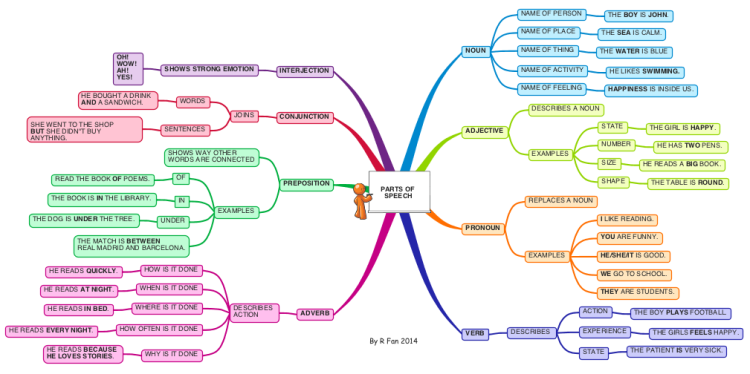 PARTS OF
SPEECH
NOUN
NAME OF PERSON
THE BOY IS JOHN.
NAME OF PLACE
THE SEA IS CALM.
NAME OF THING
THE WATER IS BLUE
NAME OF ACTIVITY
HE LIKES SWIMMING.
NAME OF FEELING
HAPPINESS IS INSIDE US.
ADJECTIVE
DESCRIBES A NOUN
EXAMPLES
STATE
THE GIRL IS HAPPY.
NUMBER
HE HAS TWO PENS.
SIZE
HE READS A BIG BOOK.
SHAPE
THE TABLE IS ROUND.
PRONOUN
REPLACES A NOUN
EXAMPLES
I LIKE READING.
YOU ARE FUNNY.
HE/SHE/IT IS GOOD.
WE GO TO SCHOOL.
THEY ARE STUDENTS.
VERB
DESCRIBES
ACTION
THE BOY PLAYS FOOTBALL.
EXPERIENCE
THE GIRLS FEELS HAPPY.
STATE
THE PATIENT IS VERY SICK.
INTERJECTION
SHOWS STRONG EMOTION
OH!
WOW!
AH!
YES!
CONJUNCTION
JOINS
WORDS
HE BOUGHT A DRINK
AND A SANDWICH.
SENTENCES
SHE WENT TO THE SHOP
BUT SHE DIDN"T BUY
ANYTHING.
PREPOSITION
SHOWS WAY OTHER
WORDS ARE CONNECTED
EXAMPLES
OF
READ THE BOOK OF POEMS.
IN
THE BOOK IS IN THE LIBRARY.
UNDER
THE DOG IS UNDER THE TREE.
THE MATCH IS BETWEEN
REAL MADRID AND BARCELONA.
ADVERB
DESCRIBES
ACTION
HOW IS IT DONE
HE READS QUICKLY.
WHEN IS IT DONE
HE READS AT NIGHT.
WHERE IS IT DONE
HE READS IN BED.
HOW OFTEN IS IT DONE
HE READS EVERY NIGHT.
WHY IS IT DONE
HE READS BECAUSE
HE LOVES STORIES.
By R Fan 2014